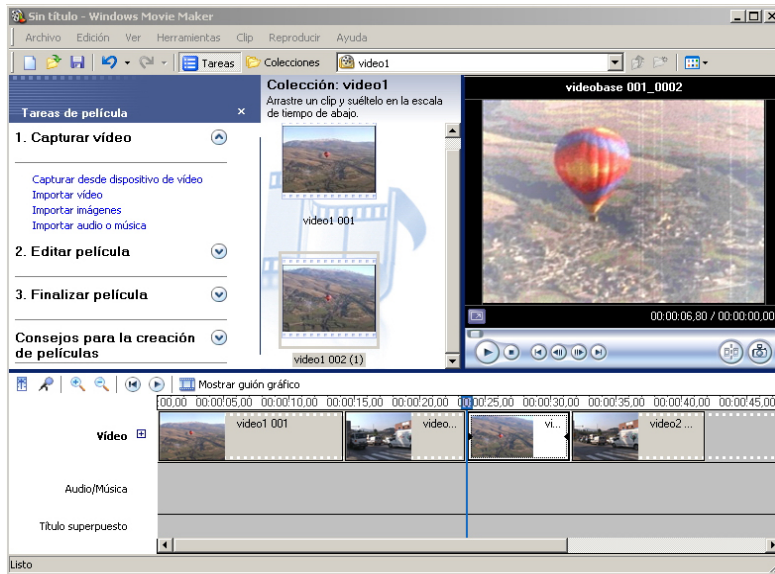 Sin título - Windows Movie Maker
Archivo Edición Ver Herramientas Clip Reproducir Ayuda
Tareas Colecciones video1
Tareas de película ×
1. Capturar vídeo
Capturar desde dispositivo de vídeo
Importar vídeo
Importar imágenes
Importar audio o música
2. Editar película
3. Finalizar película
Consejos para la creación
de películas
Colección: video1
Arrastre un clip y suéltelo en la escala
de tiempo de abajo.
video1 001
video1 002 (1)
videobase 001_0002
00:00:06,80 / 00:00:00,00
Mostrar guión gráfico
00,00 00:00:05,00 00:00:10,00 00:00:15,00 00:00:20,00 00:00:25,00 00:00:30,00 00:00:35,00 00:00:40,00 00:00:45,00
Vídeo
video1 001 video... vi... video2 ...
Audio/Música
Título superpuesto
Listo